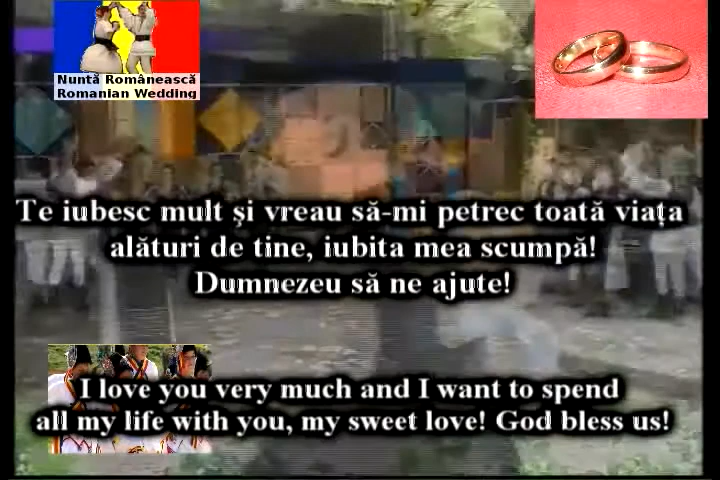 Nuntă Românească
Romanian Wedding
Te iubesc mult şi vreau să-mi petrec toată viața
alături de tine, iubita mea scumpă!
Dumnezeu să ne ajute!
I love you very much and I want to spend
all my life with you, my sweet love! God bless us!